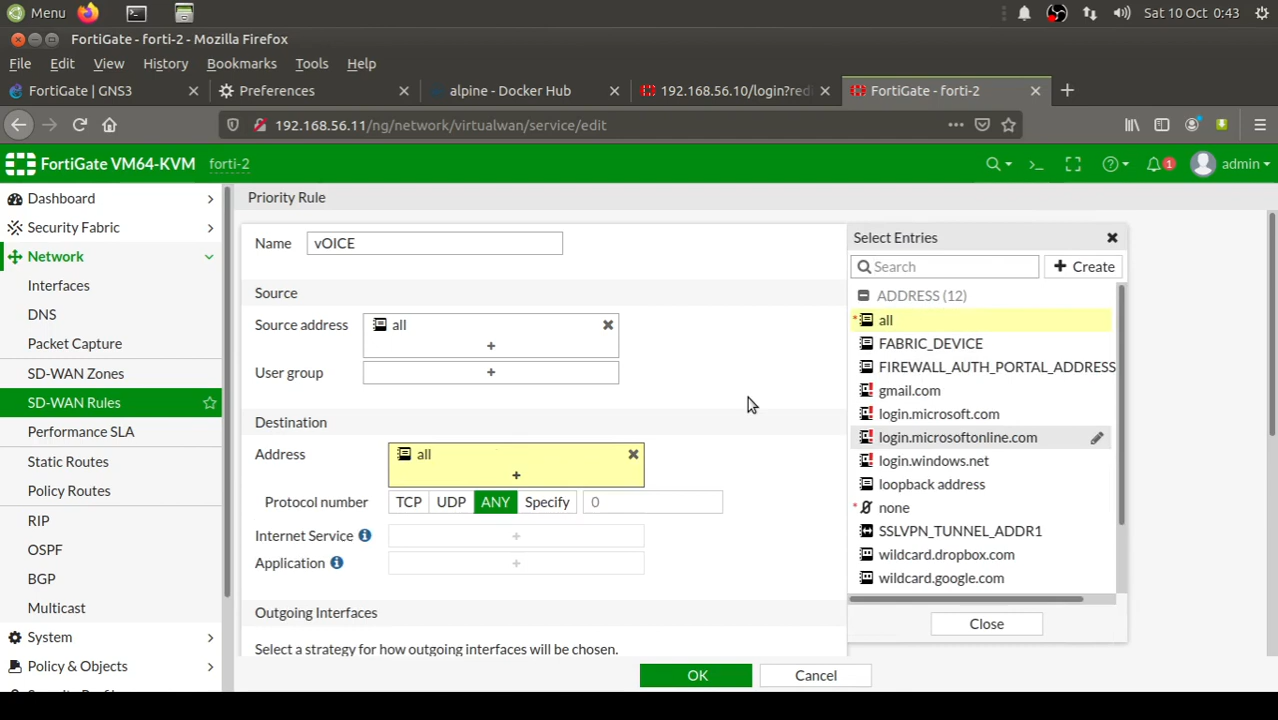 Menu
Sat 10 Oct, 0:43
FortiGate - forti-2 - Mozilla Firefox
File Edit View History Bookmarks Tools Help
FortiGate | GNS3
Preferences
alpine - Docker Hub
192.168.56.10/login?redi
FortiGate - forti-2
192.168.56.11/ng/network/virtualwan/service/edit
FortiGate VM64-KVM forti-2
1
admin
Dashboard
Security Fabric
Network
Interfaces
DNS
Packet Capture
SD-WAN Zones
SD-WAN Rules
Performance SLA
Static Routes
Policy Routes
RIP
OSPF
BGP
Multicast
System
Policy & Objects
Priority Rule
Name vOICE
Source
Source address all
+
User group +
Destination
Address all
+
Protocol number TCP UDP ANY Specify 0
Internet Service +
Application +
Outgoing Interfaces
Select a strategy for how outgoing interfaces will be chosen.
OK Cancel
Select Entries
Search
+ Create
ADDRESS (12)
all
FABRIC_DEVICE
FIREWALL_AUTH_PORTAL_ADDRESS
gmail.com
login.microsoft.com
login.microsoftonline.com
login.windows.net
loopback address
none
SSLVPN_TUNNEL_ADDR1
wildcard.dropbox.com
wildcard.google.com
Close